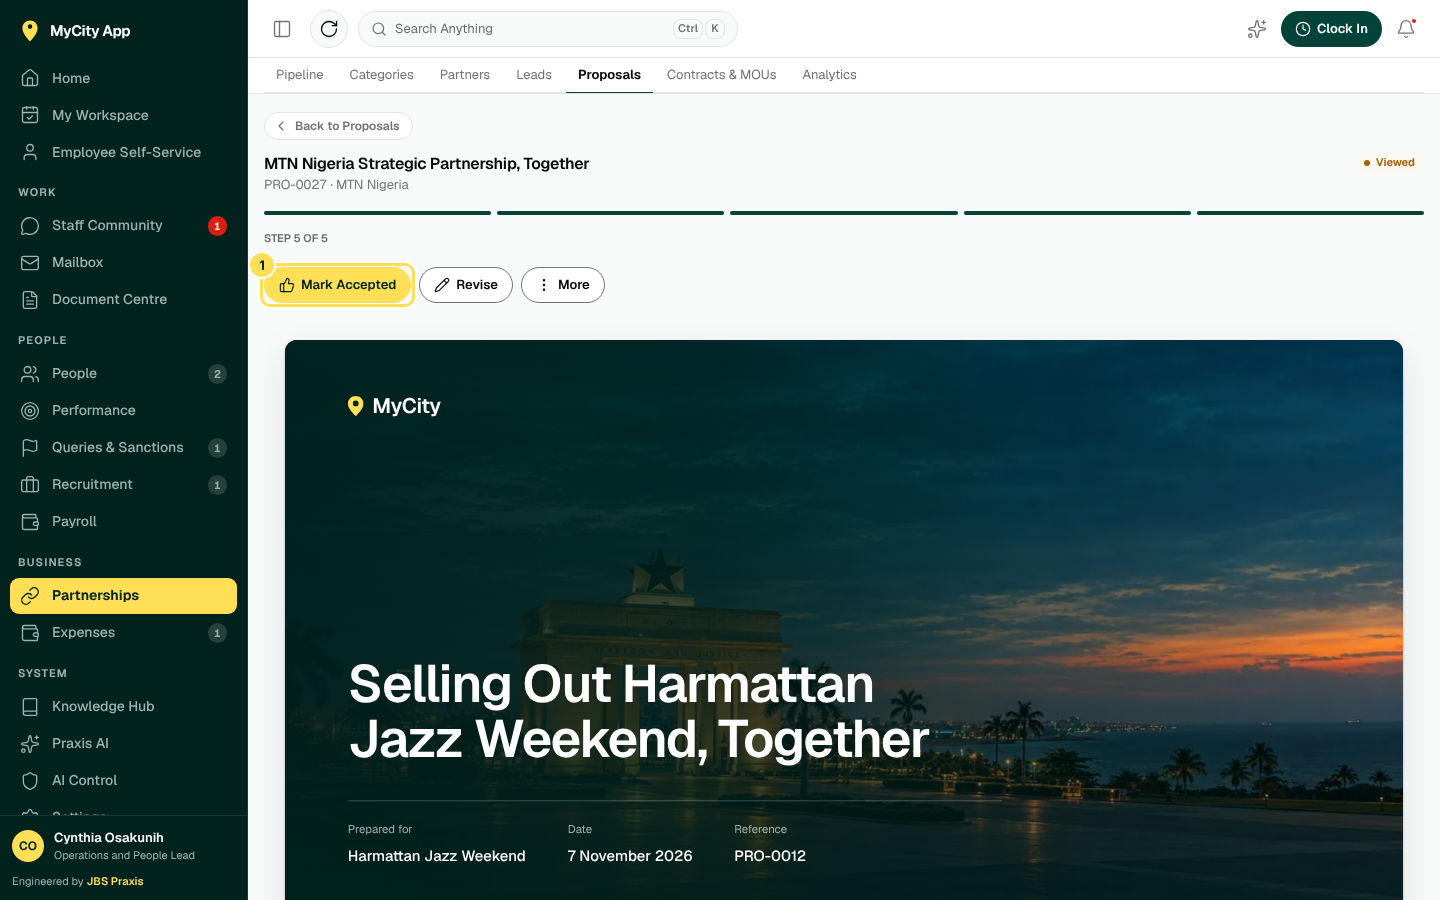 MyCity App
Home
My Workspace
Employee Self-Service
WORK
Staff Community 1
Mailbox
Document Centre
PEOPLE
People 2
Performance
Queries & Sanctions 1
Recruitment 1
Payroll
BUSINESS
Partnerships
Expenses 1
SYSTEM
Knowledge Hub
Praxis AI
AI Control
CO
Cynthia Osakunih
Operations and People Lead
Engineered by JBS Praxis
Search Anything Ctrl K
Clock In
Pipeline Categories Partners Leads Proposals Contracts & MOUs Analytics
Back to Proposals
MTN Nigeria Strategic Partnership, Together
Viewed
PRO-0027 · MTN Nigeria
STEP 5 OF 5
1
Mark Accepted Revise More
MyCity
Selling Out Harmattan
Jazz Weekend, Together
Prepared for Date Reference
Harmattan Jazz Weekend 7 November 2026 PRO-0012